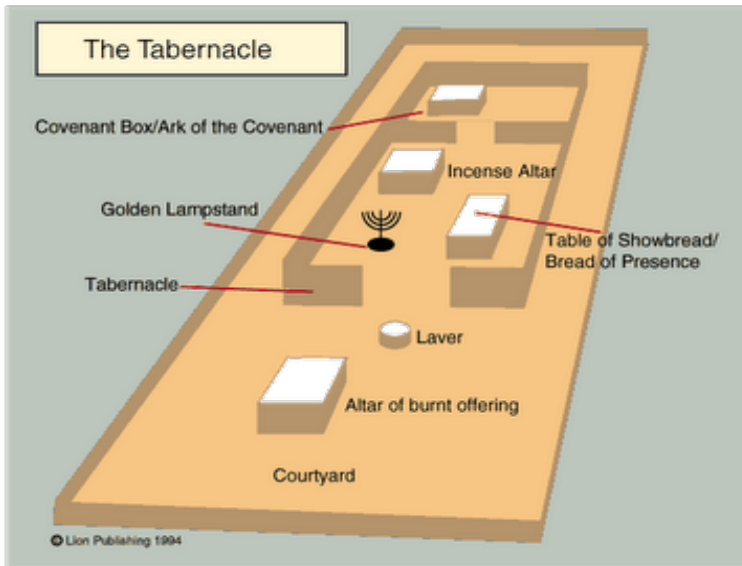 The Tabernacle
Covenant Box/Ark of the Covenant
Incense Altar
Golden Lampstand
Table of Showbread/
Bread of Presence
Tabernacle
Laver
Altar of burnt offering
Courtyard
© Lion Publishing 1994